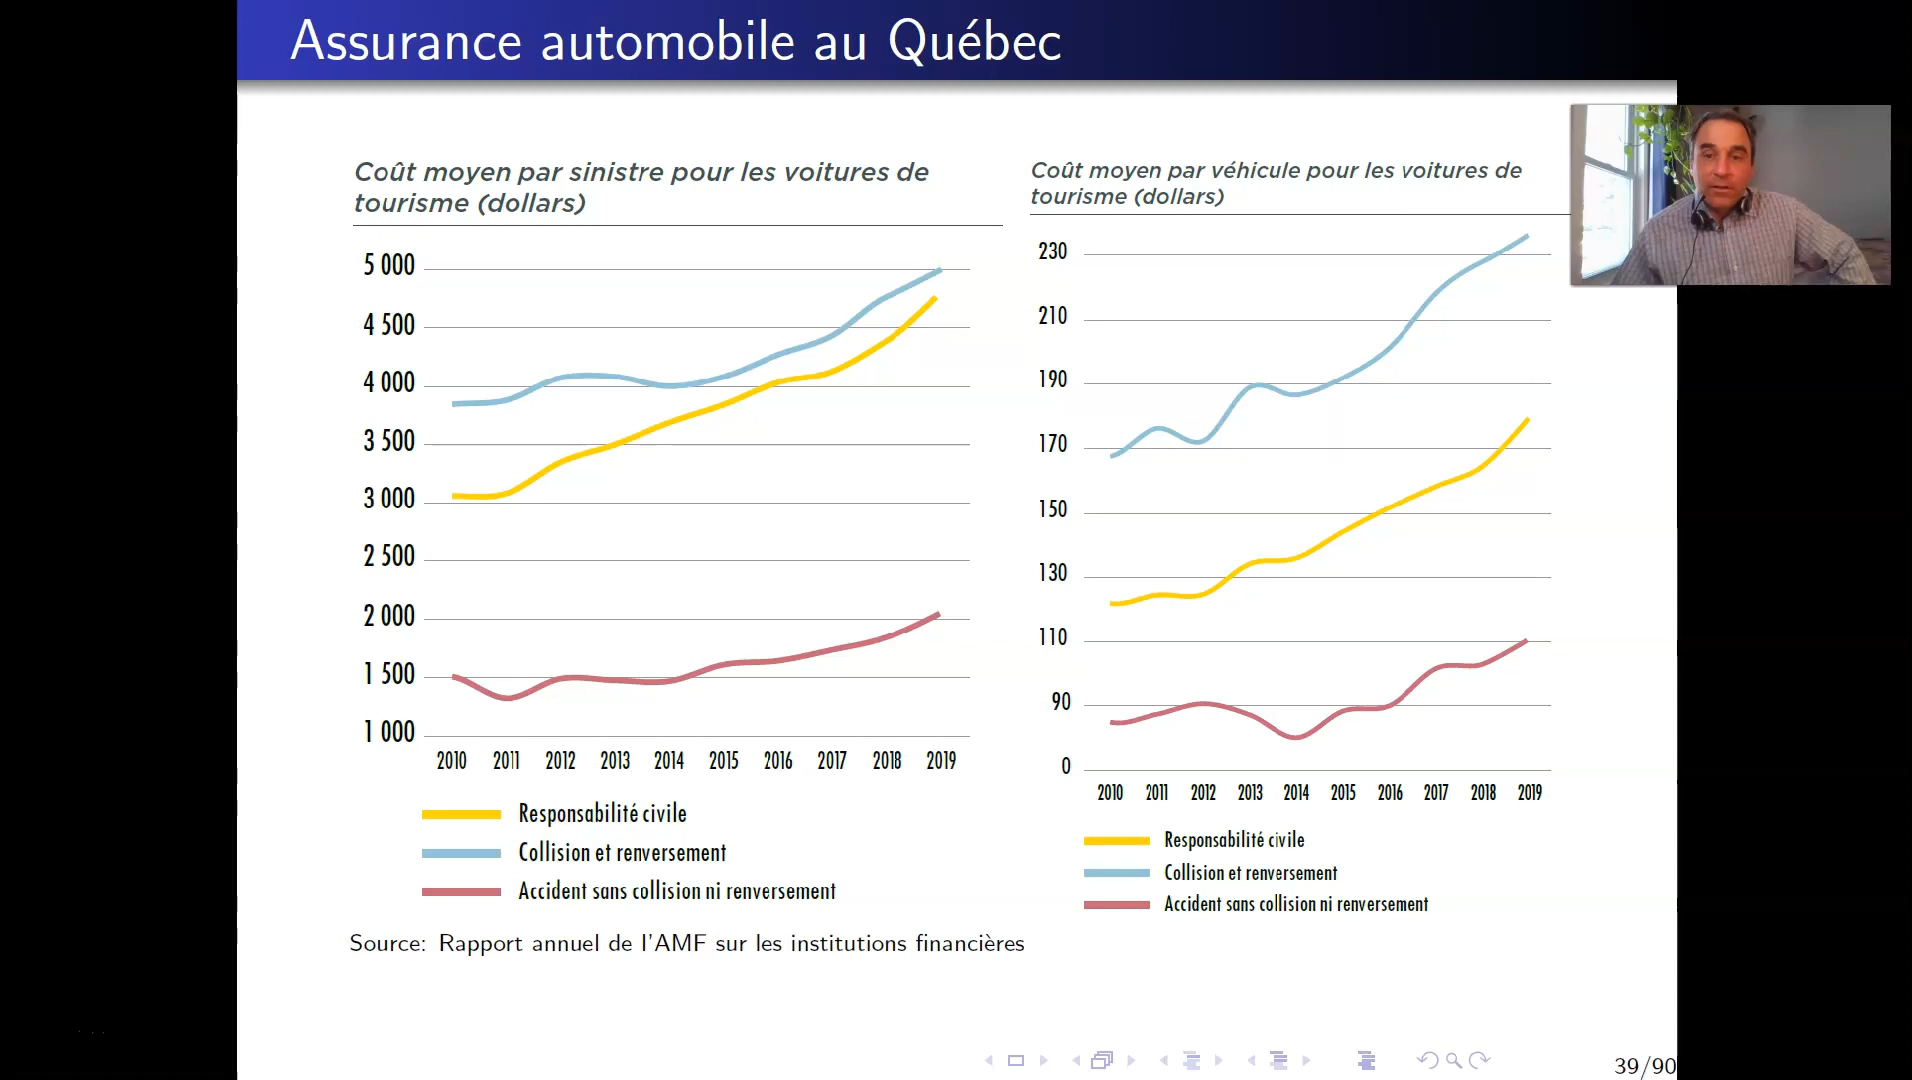 Assurance automobile au Québec
Coût moyen par sinistre pour les voitures de
tourisme (dollars)
5 000
4 500
4 000
3 500
3 000
2 500
2 000
1 500
1 000
2010 2011 2012 2013 2014 2015 2016 2017 2018 2019
Responsabilité civile
Collision et renversement
Accident sans collision ni renversement
Coût moyen par véhicule pour les voitures de
tourisme (dollars)
230
210
190
170
150
130
110
90
0
2010 2011 2012 2013 2014 2015 2016 2017 2018 2019
Responsabilité civile
Collision et renversement
Accident sans collision ni renversement
Source: Rapport annuel de l'AMF sur les institutions financières
39/90